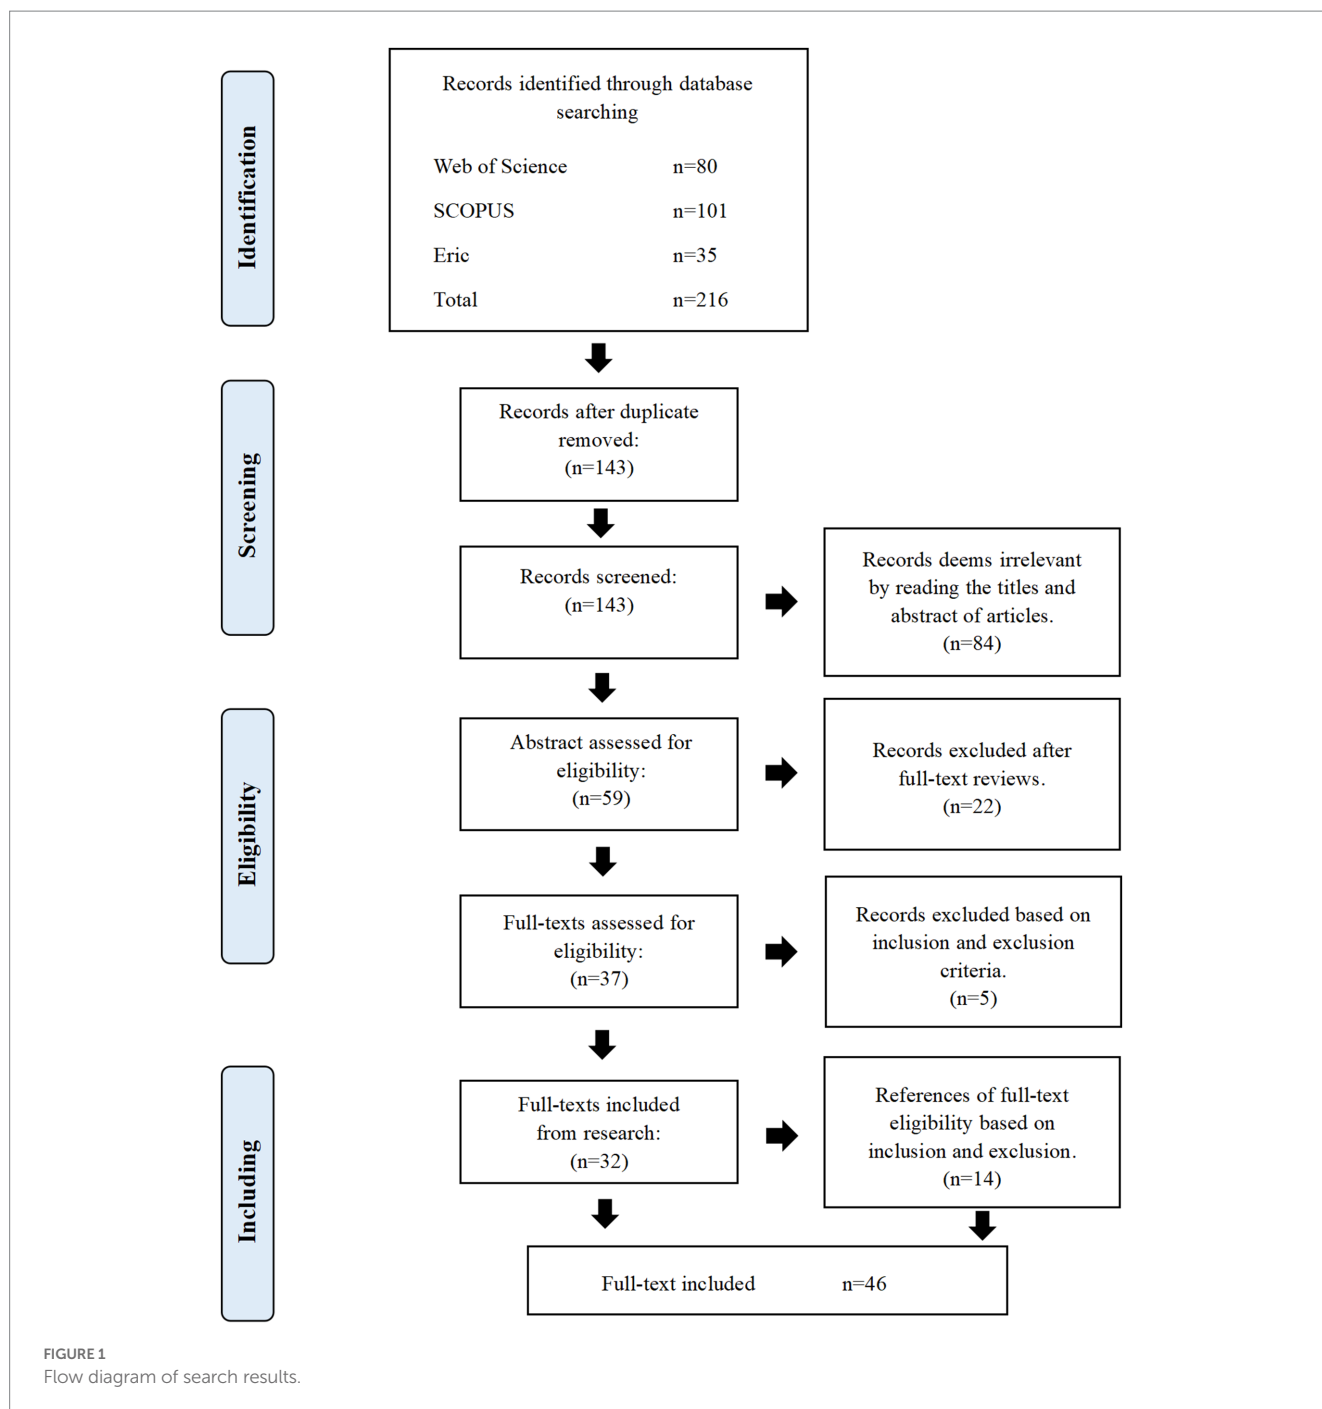 Identification
Records identified through database
searching
Web of Science n=80
SCOPUS n=101
Eric n=35
Total n=216
Screening
Records after duplicate
removed:
(n=143)
Records screened:
(n=143)
Records deems irrelevant
by reading the titles and
abstract of articles.
(n=84)
Eligibility
Abstract assessed for
eligibility:
(n=59)
Records excluded after
full-text reviews.
(n=22)
Full-texts assessed for
eligibility:
(n=37)
Records excluded based on
inclusion and exclusion
criteria.
(n=5)
Including
Full-texts included
from research:
(n=32)
References of full-text
eligibility based on
inclusion and exclusion.
(n=14)
Full-text included n=46
FIGURE 1
Flow diagram of search results.